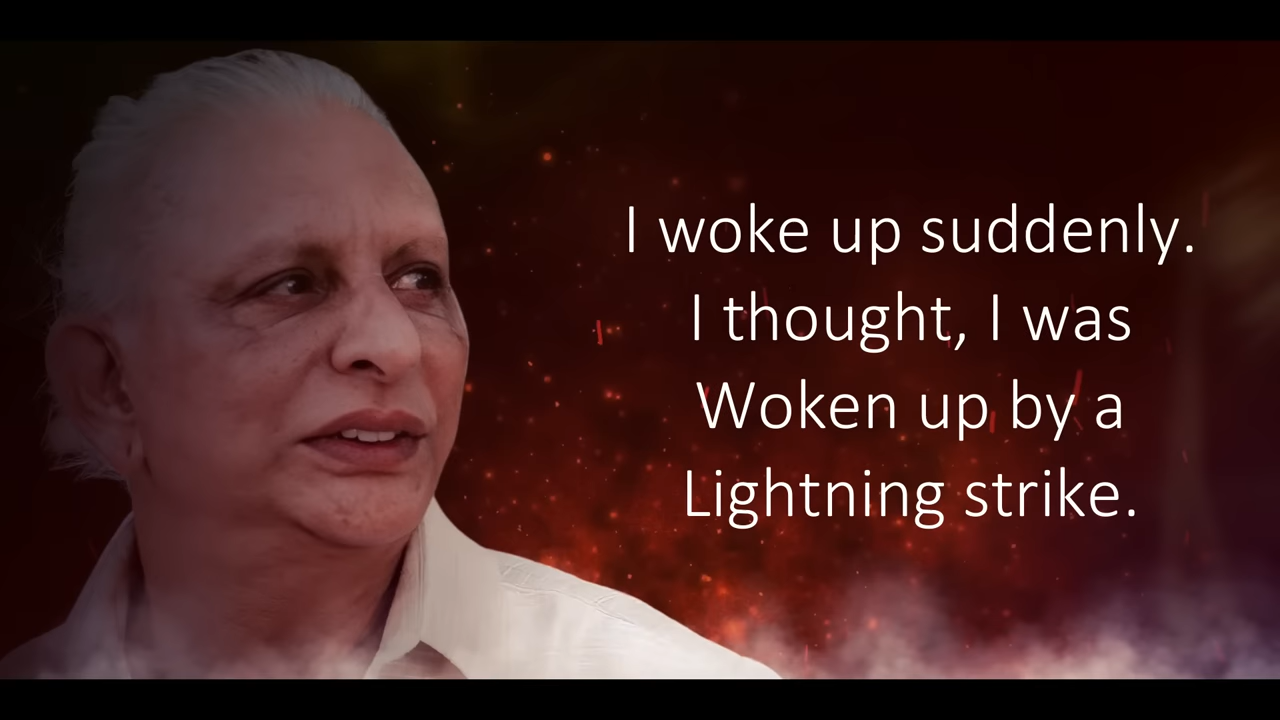 I woke up suddenly.
I thought, I was
Woken up by a
Lightning strike.